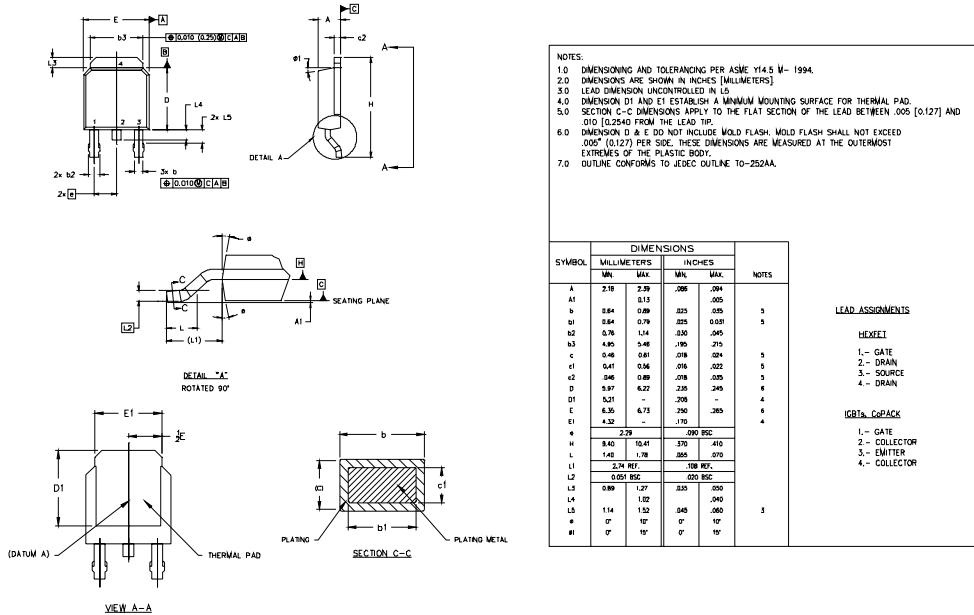 E
A
b3
⌖ 0,010 (0.25) Ⓜ C A B
B
L3
4
D
L4
2x L5
1 2 3
2x b2
3x b
⌖ 0.010 Ⓜ C A B
2x e
C
A
c2
ø1
H
DETAIL A
A
A
ø
H
C
SEATING PLANE
L2
C
C
L
(L1)
ø
A1
DETAIL "A"
ROTATED 90°
E1
D1
(DATUM A)
THERMAL PAD
VIEW A-A
b
c1
b1
PLATING
PLATING METAL
SECTION C-C
NOTES:
1.0 DIMENSIONING AND TOLERANCING PER ASME Y14.5 M- 1994.
2.0 DIMENSIONS ARE SHOWN IN INCHES [MILLIMETERS]
3.0 LEAD DIMENSION UNCONTROLLED IN L5
4.0 DIMENSION D1 AND E1 ESTABLISH A MINIMUM MOUNTING SURFACE FOR THERMAL PAD.
5.0 SECTION C-C DIMENSIONS APPLY TO THE FLAT SECTION OF THE LEAD BETWEEN .005 [0.127] AND
.010 [0.2540 FROM THE LEAD TIP.
6.0 DIMENSION D & E DO NOT INCLUDE MOLD FLASH. MOLD FLASH SHALL NOT EXCEED
.005" (0.127) PER SIDE. THESE DIMENSIONS ARE MEASURED AT THE OUTERMOST
EXTREMES OF THE PLASTIC BODY.
7.0 OUTLINE CONFORMS TO JEDEC OUTLINE TO-252AA.
DIMENSIONS
SYMBOL MILLIMETERS INCHES NOTES
MIN. MAX. MIN. MAX.
A 2.18 2.39 .086 .094
A1 0.13 .005
b 0.64 0.89 .025 .035 5
b1 0.64 0.79 .025 0.031 5
b2 0.76 1.14 .030 .045
b3 4.95 5.46 .195 .215
c 0.46 0.61 .018 .024 5
c1 0.41 0.56 .016 .022 5
c2 .046 0.89 .018 .035 5
D 5.97 6.22 .235 .245 6
D1 5.21 - .205 - 4
E 6.35 6.73 .250 .265 6
E1 4.32 - .170 4
e 2.29 .090 BSC
H 9.40 10.41 .370 .410
L 1.40 1.78 .055 .070
L1 2.74 REF. .108 REF.
L2 0.051 BSC .020 BSC
L3 0.89 1.27 .035 .050
L4 1.02 .040
L5 1.14 1.52 .045 .060 3
ø 0° 10° 0° 10°
ø1 0° 15° 0° 15°
LEAD ASSIGNMENTS
HEXFET
1.- GATE
2.- DRAIN
3.- SOURCE
4.- DRAIN
IGBTs, CoPACK
1.- GATE
2.- COLLECTOR
3.- EMITTER
4.- COLLECTOR